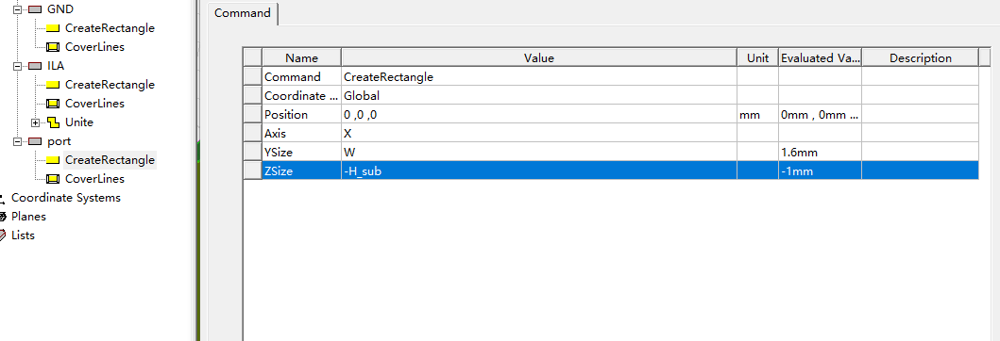 GND
CreateRectangle
CoverLines
ILA
CreateRectangle
CoverLines
Unite
port
CreateRectangle
CoverLines
Coordinate Systems
Planes
Lists
Command
Name Value Unit Evaluated Va... Description
Command CreateRectangle
Coordinate ... Global
Position 0 ,0 ,0 mm 0mm , 0mm ...
Axis X
YSize W 1.6mm
ZSize -H_sub -1mm